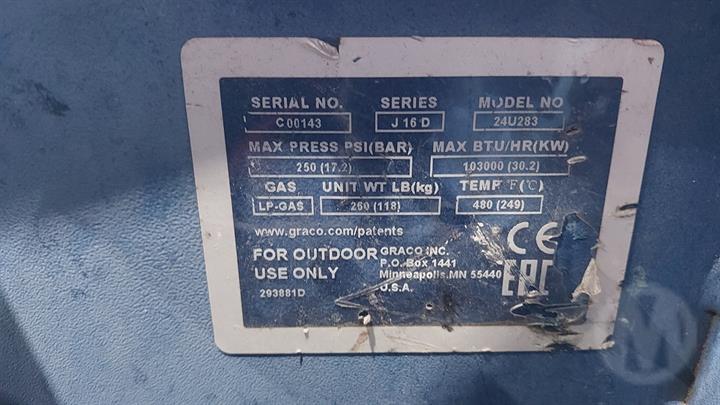 SERIAL NO. SERIES MODEL NO
C00143 J 16 D 24U283
MAX PRESS PSI(BAR) MAX BTU/HR(KW)
250 (17.2) 103000 (30.2)
GAS UNIT WT LB(kg) TEMP °F(°C)
LP-GAS 260 (118) 480 (249)
www.graco.com/patents
FOR OUTDOOR
USE ONLY
293881D
GRACO INC.
P.O. Box 1441
Minneapolis, MN 55440
U.S.A.
CE
EAC
M